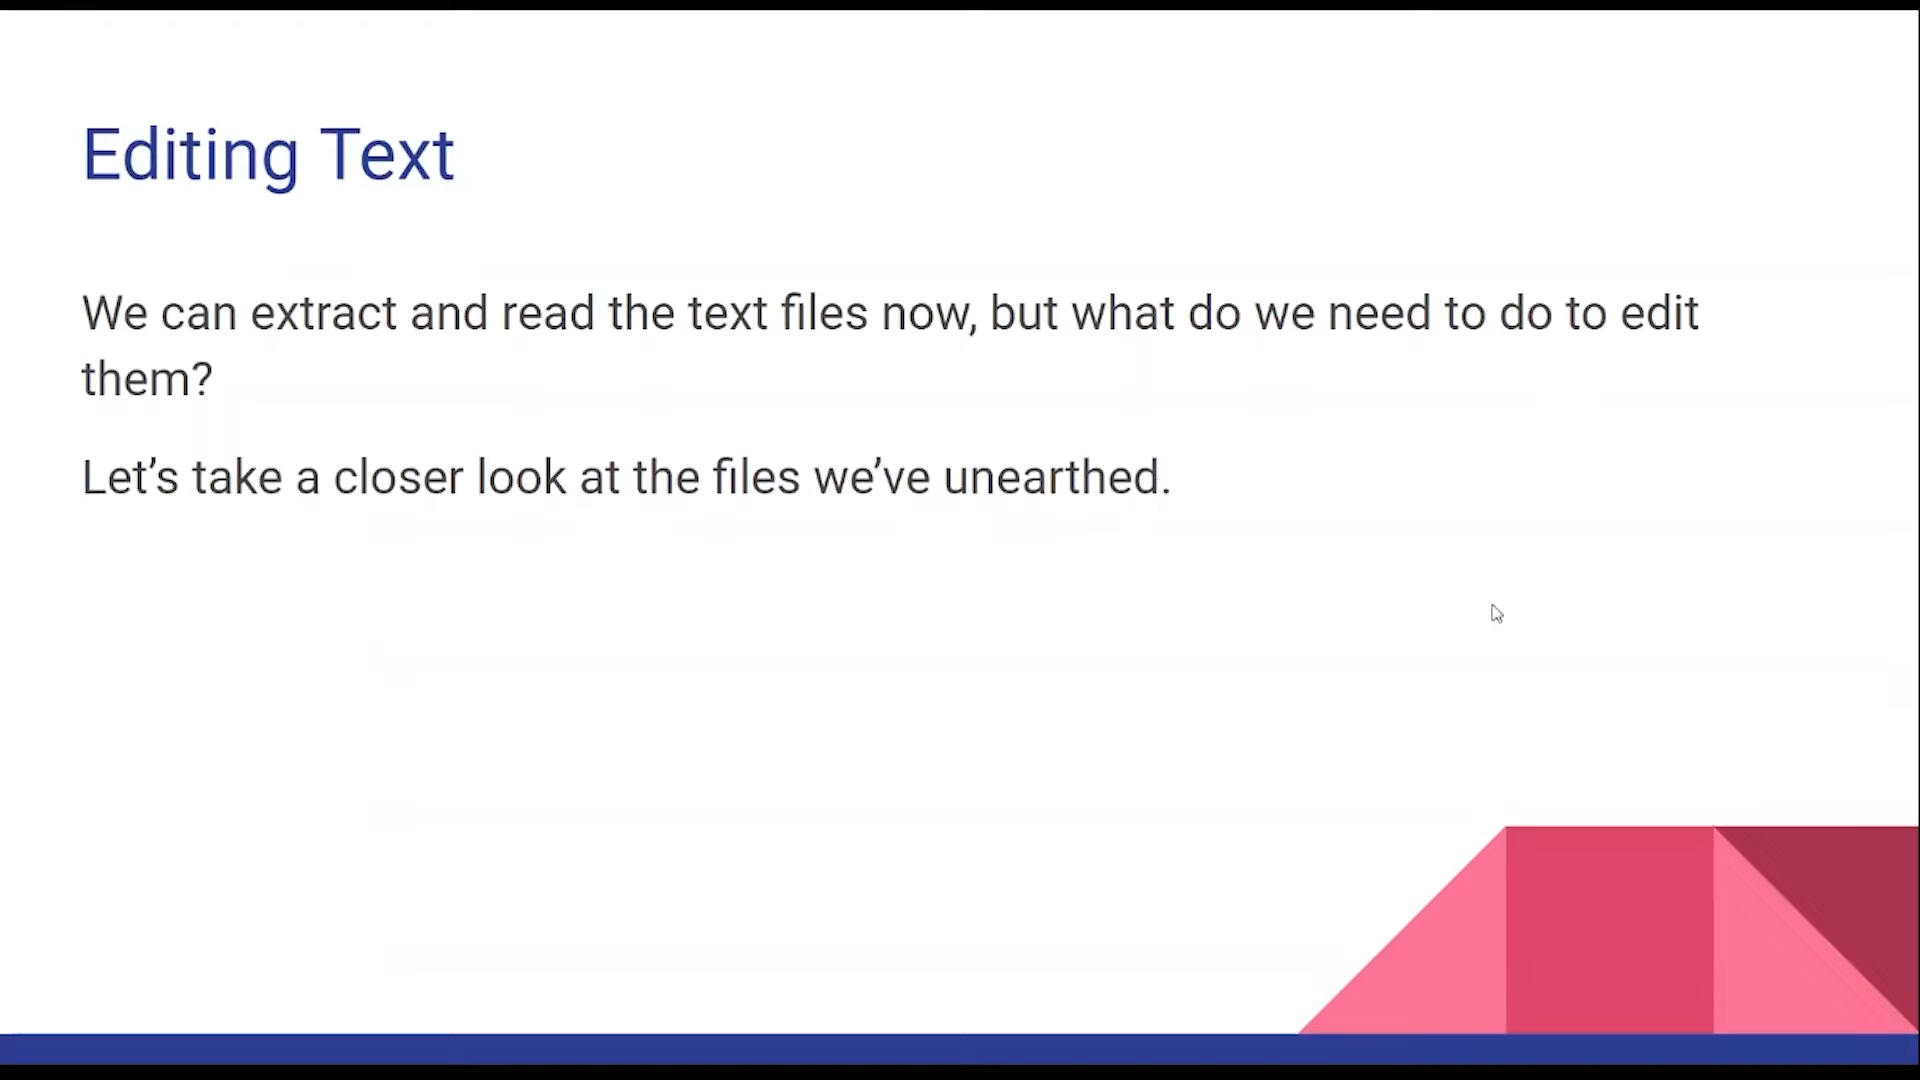 Editing Text
We can extract and read the text files now, but what do we need to do to edit
them?
Let’s take a closer look at the files we’ve unearthed.